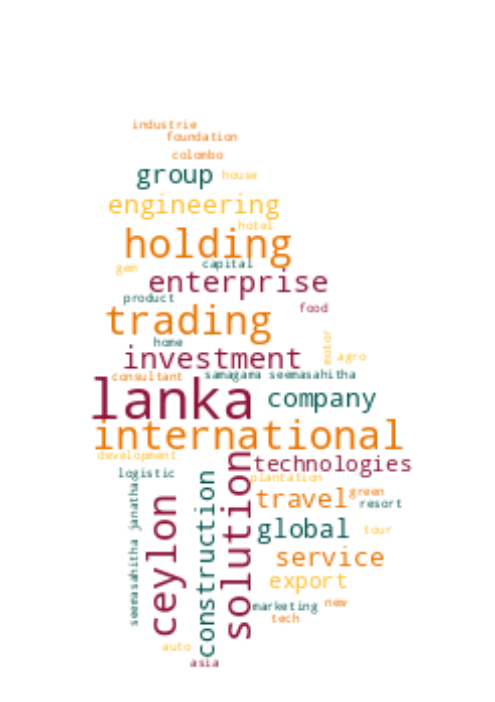 industrie
foundation
colombo
group house
engineering
hotel
holding
capital
gem
enterprise
product
food
trading
home
motor
investment
agro
consultant samagama seemasahitha
lanka
company
international
development
technologies
logistic
plantation
seemasahitha janatha
ceylon
construction
solution
travel green
resort
global tour
service
export
marketing new
tech
auto
asia